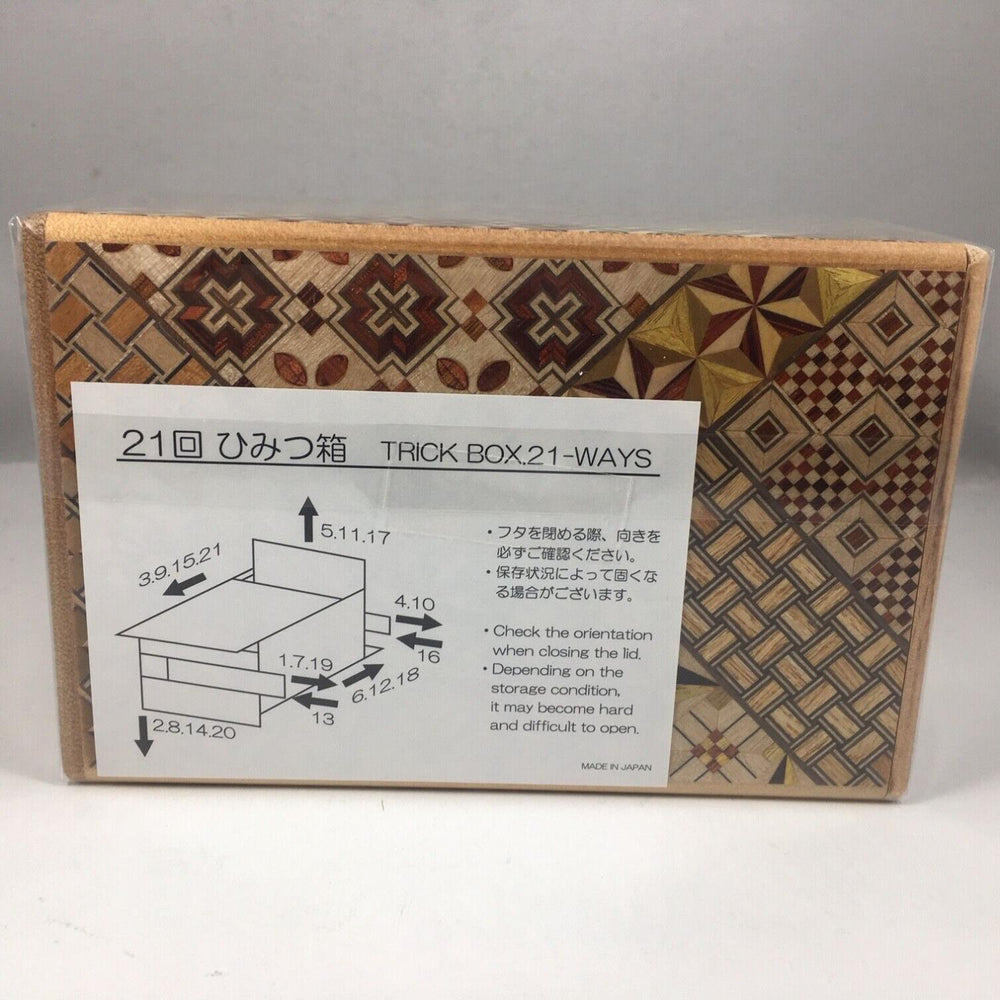 21回 ひみつ箱 TRICK BOX.21-WAYS
5.11.17
3.9.15.21
4.10
16
1.7.19
6.12.18
13
2.8.14.20
・フタを閉める際、向きを
必ずご確認ください。
・保存状況によって固くな
る場合がございます。
・Check the orientation
when closing the lid.
・Depending on the
storage condition,
it may become hard
and difficult to open.
MADE IN JAPAN